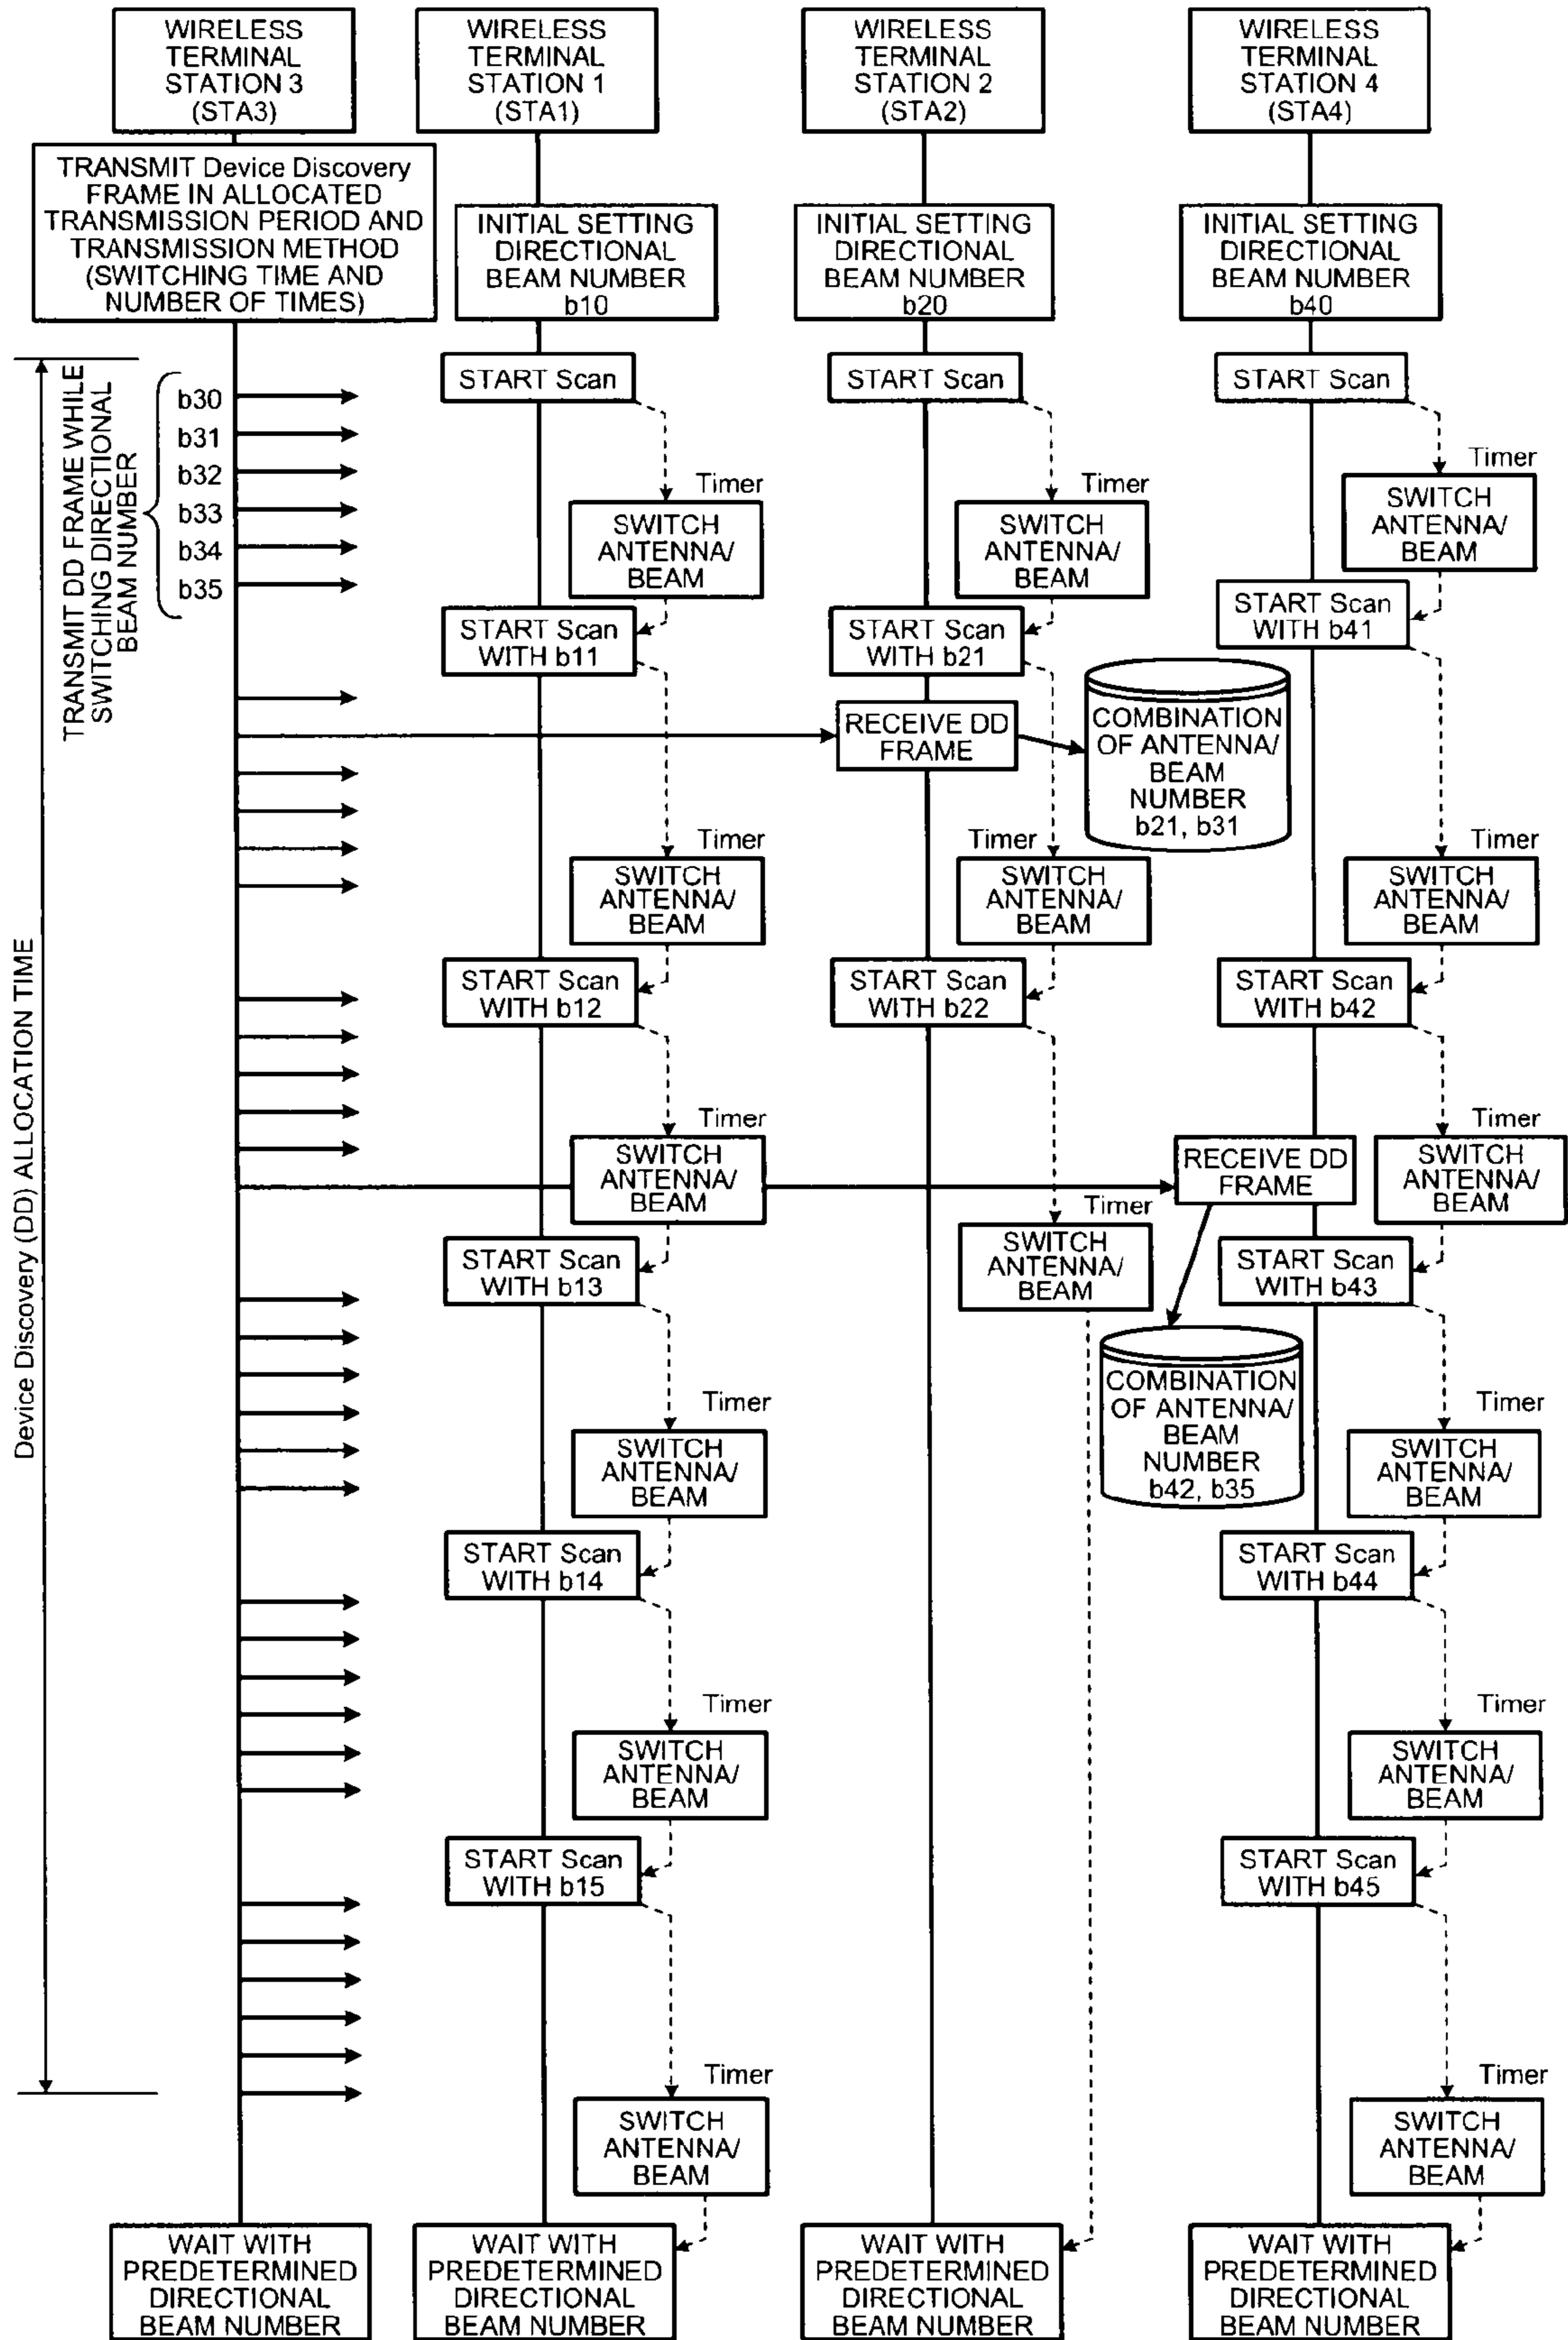 WIRELESS
TERMINAL
STATION 3
(STA3)
WIRELESS
TERMINAL
STATION 1
(STA1)
WIRELESS
TERMINAL
STATION 2
(STA2)
WIRELESS
TERMINAL
STATION 4
(STA4)
TRANSMIT Device Discovery
FRAME IN ALLOCATED
TRANSMISSION PERIOD AND
TRANSMISSION METHOD
(SWITCHING TIME AND
NUMBER OF TIMES)
INITIAL SETTING
DIRECTIONAL
BEAM NUMBER
b10
INITIAL SETTING
DIRECTIONAL
BEAM NUMBER
b20
INITIAL SETTING
DIRECTIONAL
BEAM NUMBER
b40
Device Discovery (DD) ALLOCATION TIME
TRANSMIT DD FRAME WHILE
SWITCHING DIRECTIONAL
BEAM NUMBER
b30
b31
b32
b33
b34
b35
START Scan
START Scan
START Scan
Timer
SWITCH
ANTENNA/
BEAM
Timer
SWITCH
ANTENNA/
BEAM
Timer
SWITCH
ANTENNA/
BEAM
START Scan
WITH b11
START Scan
WITH b21
START Scan
WITH b41
RECEIVE DD
FRAME
COMBINATION
OF ANTENNA/
BEAM
NUMBER
b21, b31
Timer
SWITCH
ANTENNA/
BEAM
Timer
SWITCH
ANTENNA/
BEAM
Timer
SWITCH
ANTENNA/
BEAM
START Scan
WITH b12
START Scan
WITH b22
START Scan
WITH b42
Timer
SWITCH
ANTENNA/
BEAM
RECEIVE DD
FRAME
Timer
SWITCH
ANTENNA/
BEAM
Timer
SWITCH
ANTENNA/
BEAM
START Scan
WITH b13
START Scan
WITH b43
COMBINATION
OF ANTENNA/
BEAM
NUMBER
b42, b35
Timer
SWITCH
ANTENNA/
BEAM
Timer
SWITCH
ANTENNA/
BEAM
START Scan
WITH b14
START Scan
WITH b44
Timer
SWITCH
ANTENNA/
BEAM
Timer
SWITCH
ANTENNA/
BEAM
START Scan
WITH b15
START Scan
WITH b45
Timer
SWITCH
ANTENNA/
BEAM
Timer
SWITCH
ANTENNA/
BEAM
WAIT WITH
PREDETERMINED
DIRECTIONAL
BEAM NUMBER
WAIT WITH
PREDETERMINED
DIRECTIONAL
BEAM NUMBER
WAIT WITH
PREDETERMINED
DIRECTIONAL
BEAM NUMBER
WAIT WITH
PREDETERMINED
DIRECTIONAL
BEAM NUMBER